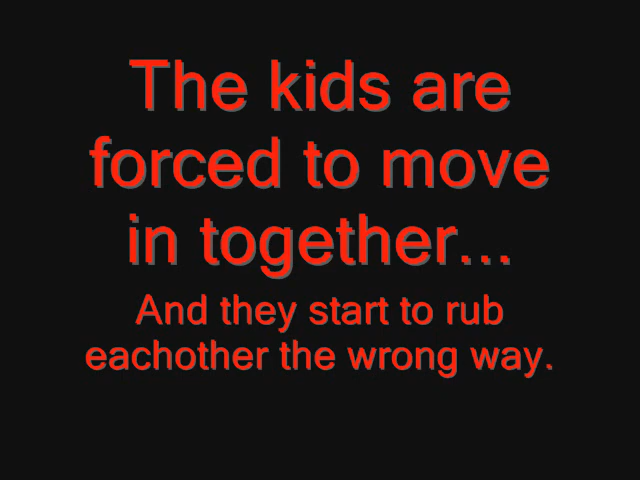 The kids are
forced to move
in together...
And they start to rub
eachother the wrong way.